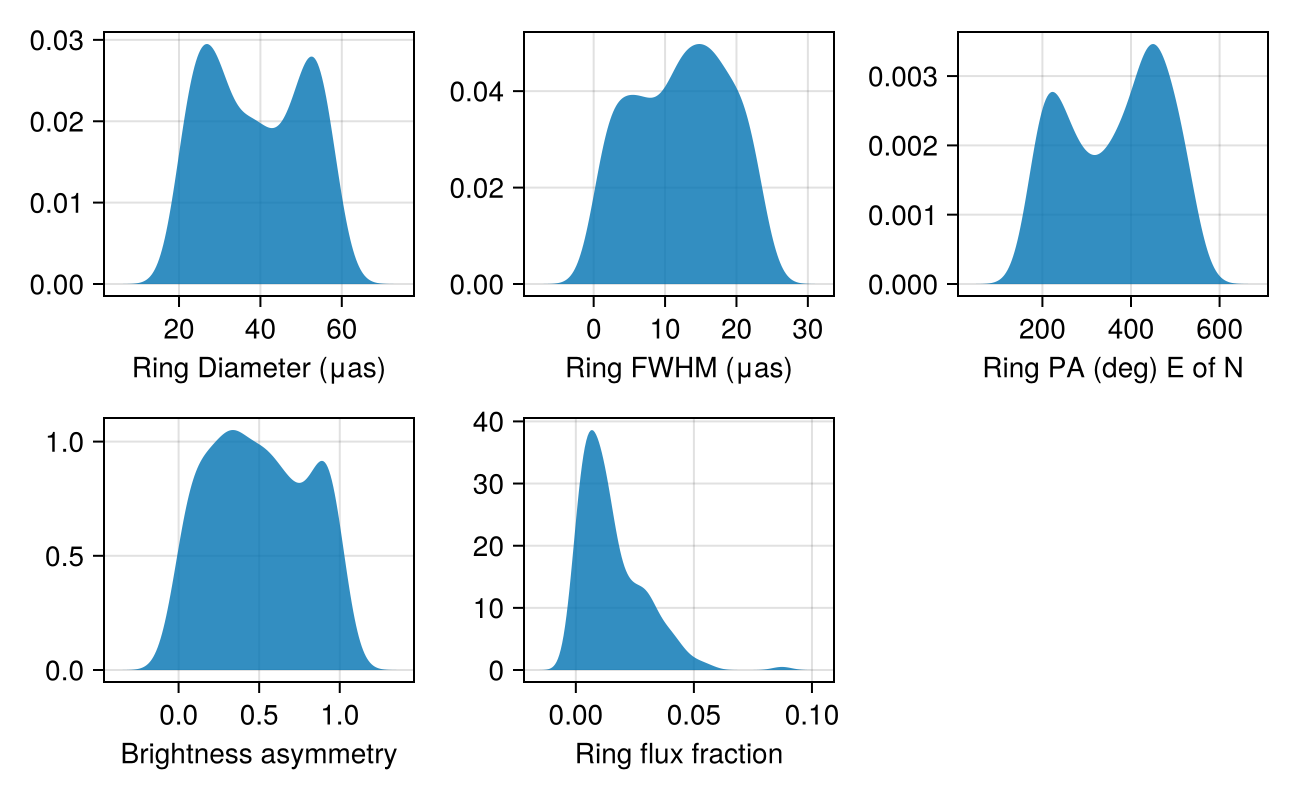 0.03
0.02
0.01
0.00
20 40 60
Ring Diameter (µas)
0.04
0.02
0.00
0 10 20 30
Ring FWHM (µas)
0.003
0.002
0.001
0.000
200 400 600
Ring PA (deg) E of N
1.0
0.5
0.0
0.0 0.5 1.0
Brightness asymmetry
40
30
20
10
0
0.00 0.05 0.10
Ring flux fraction